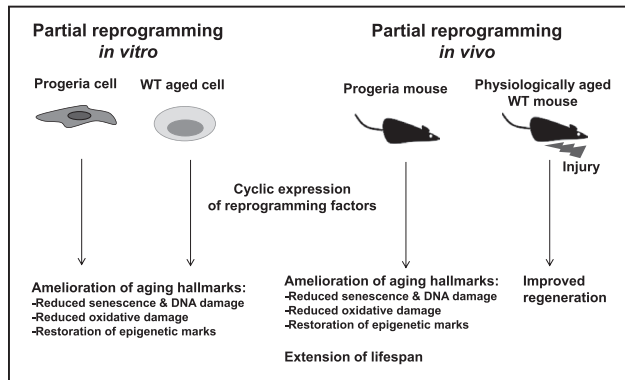 Partial reprogramming
in vitro
Progeria cell
WT aged cell
Partial reprogramming
in vivo
Progeria mouse
Physiologically aged
WT mouse
Injury
Cyclic expression
of reprogramming factors
Amelioration of aging hallmarks:
-Reduced senescence & DNA damage
-Reduced oxidative damage
-Restoration of epigenetic marks
Amelioration of aging hallmarks:
-Reduced senescence & DNA damage
-Reduced oxidative damage
-Restoration of epigenetic marks
Extension of lifespan
Improved
regeneration